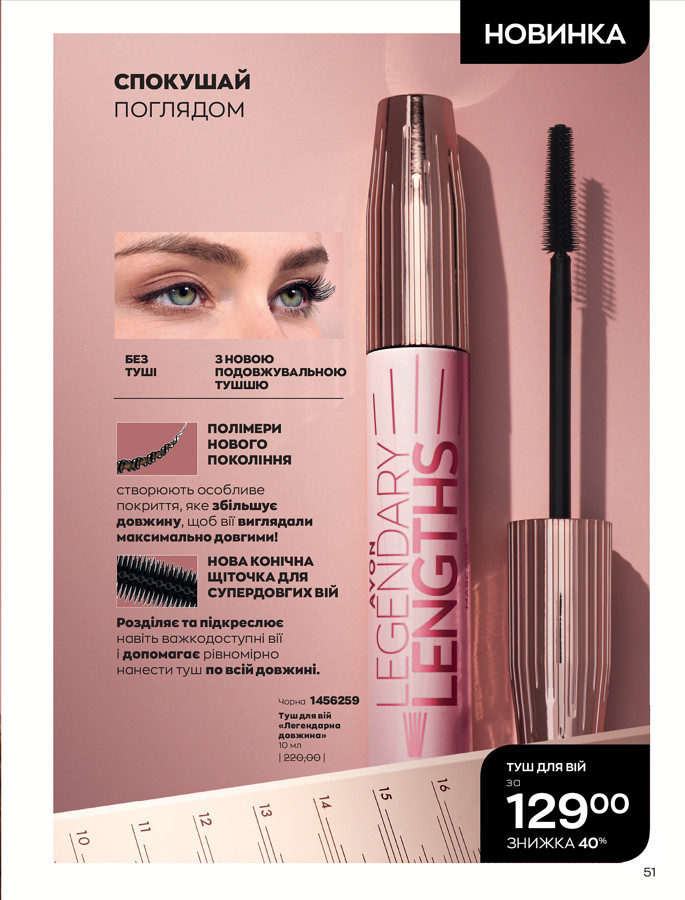 НОВИНКА
СПОКУШАЙ
ПОГЛЯДОМ
БЕЗ
ТУШІ
З НОВОЮ
ПОДОВЖУВАЛЬНОЮ
ТУШШЮ
ПОЛІМЕРИ
НОВОГО
ПОКОЛІННЯ
створюють особливе
покриття, яке збільшує
довжину, щоб вії виглядали
максимально довгими!
НОВА КОНІЧНА
ЩІТОЧКА ДЛЯ
СУПЕРДОВГИХ ВІЙ
Розділяє та підкреслює
навіть важкодоступні вії
і допомагає рівномірно
нанести туш по всій довжині.
Чорна 1456259
Туш для вій
«Легендарна
довжина»
10 мл
| 220,00 |
AVON
LEGENDARY
LENGTHS
10 11 12 13 14 15 16
ТУШ ДЛЯ ВІЙ
за
12900
ЗНИЖКА 40%
51